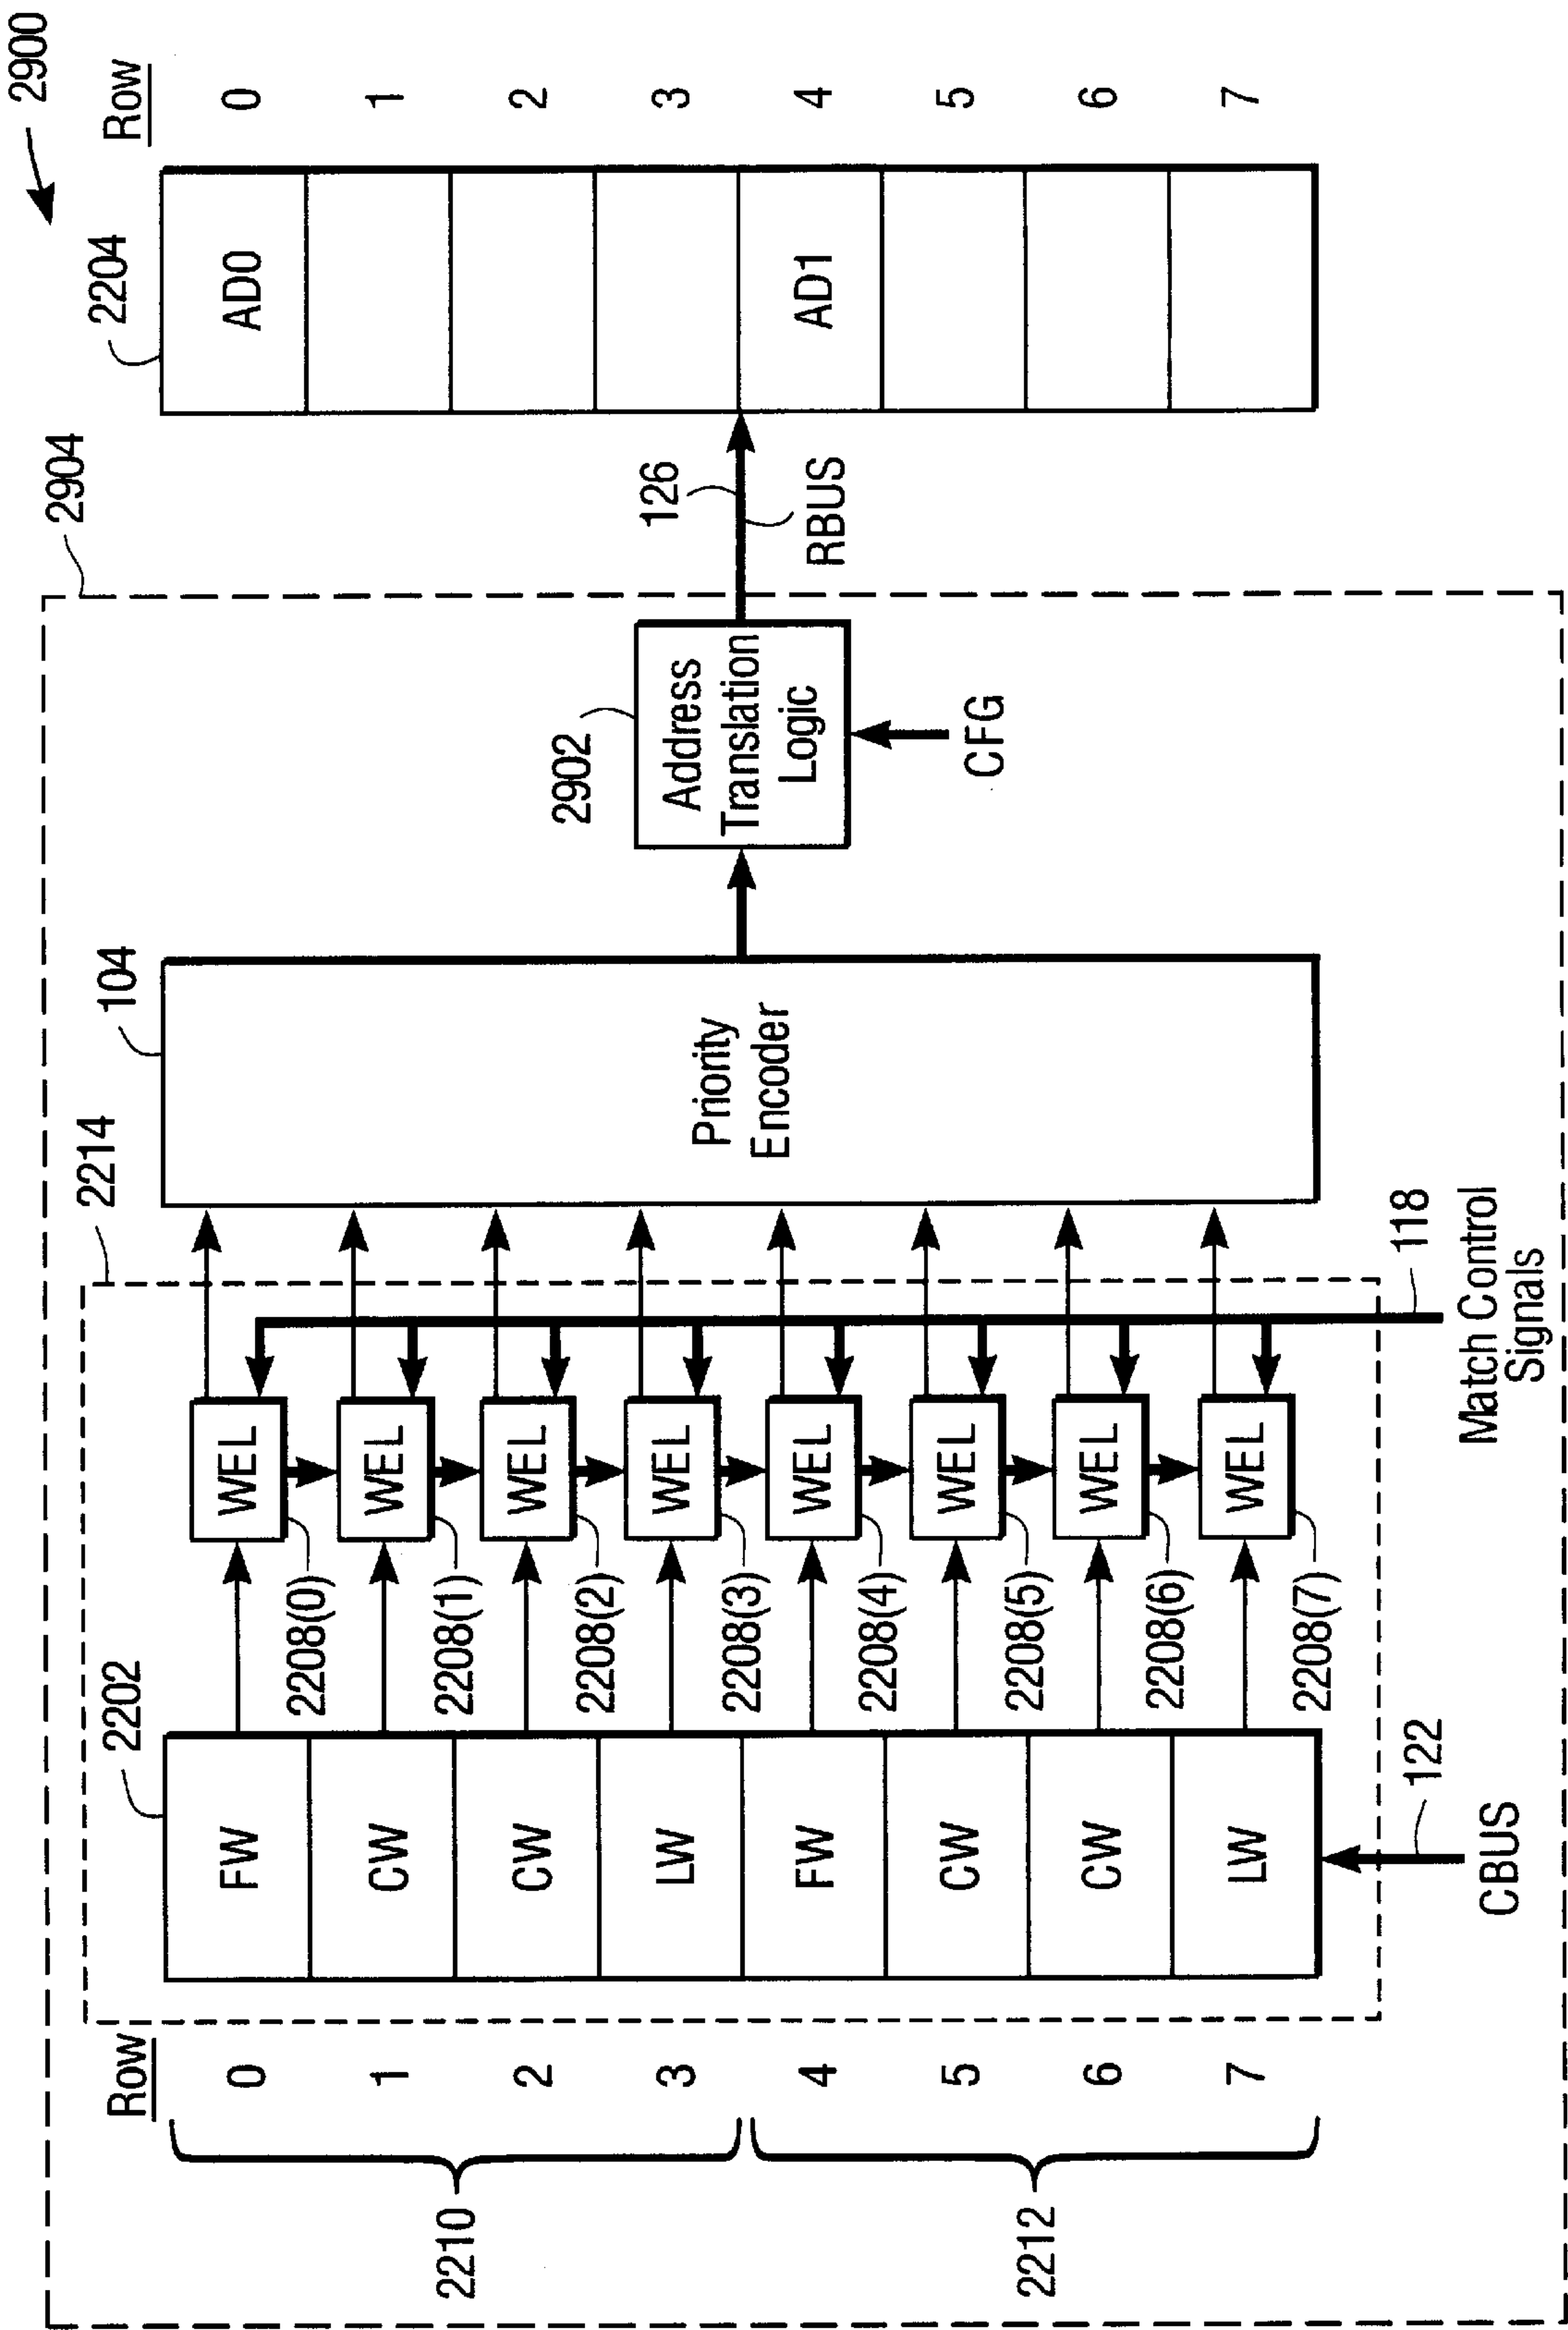 2900
2904
2204
Row
0
1
2
3
4
5
6
7
AD0
AD1
126
RBUS
2902
Address
Translation
Logic
CFG
104
Priority
Encoder
2214
118
Match Control
Signals
WEL
WEL
WEL
WEL
WEL
WEL
WEL
WEL
2208(0)
2208(1)
2208(2)
2208(3)
2208(4)
2208(5)
2208(6)
2208(7)
2202
FW
CW
CW
LW
FW
CW
CW
LW
122
CBUS
Row
0
1
2
3
4
5
6
7
2210
2212